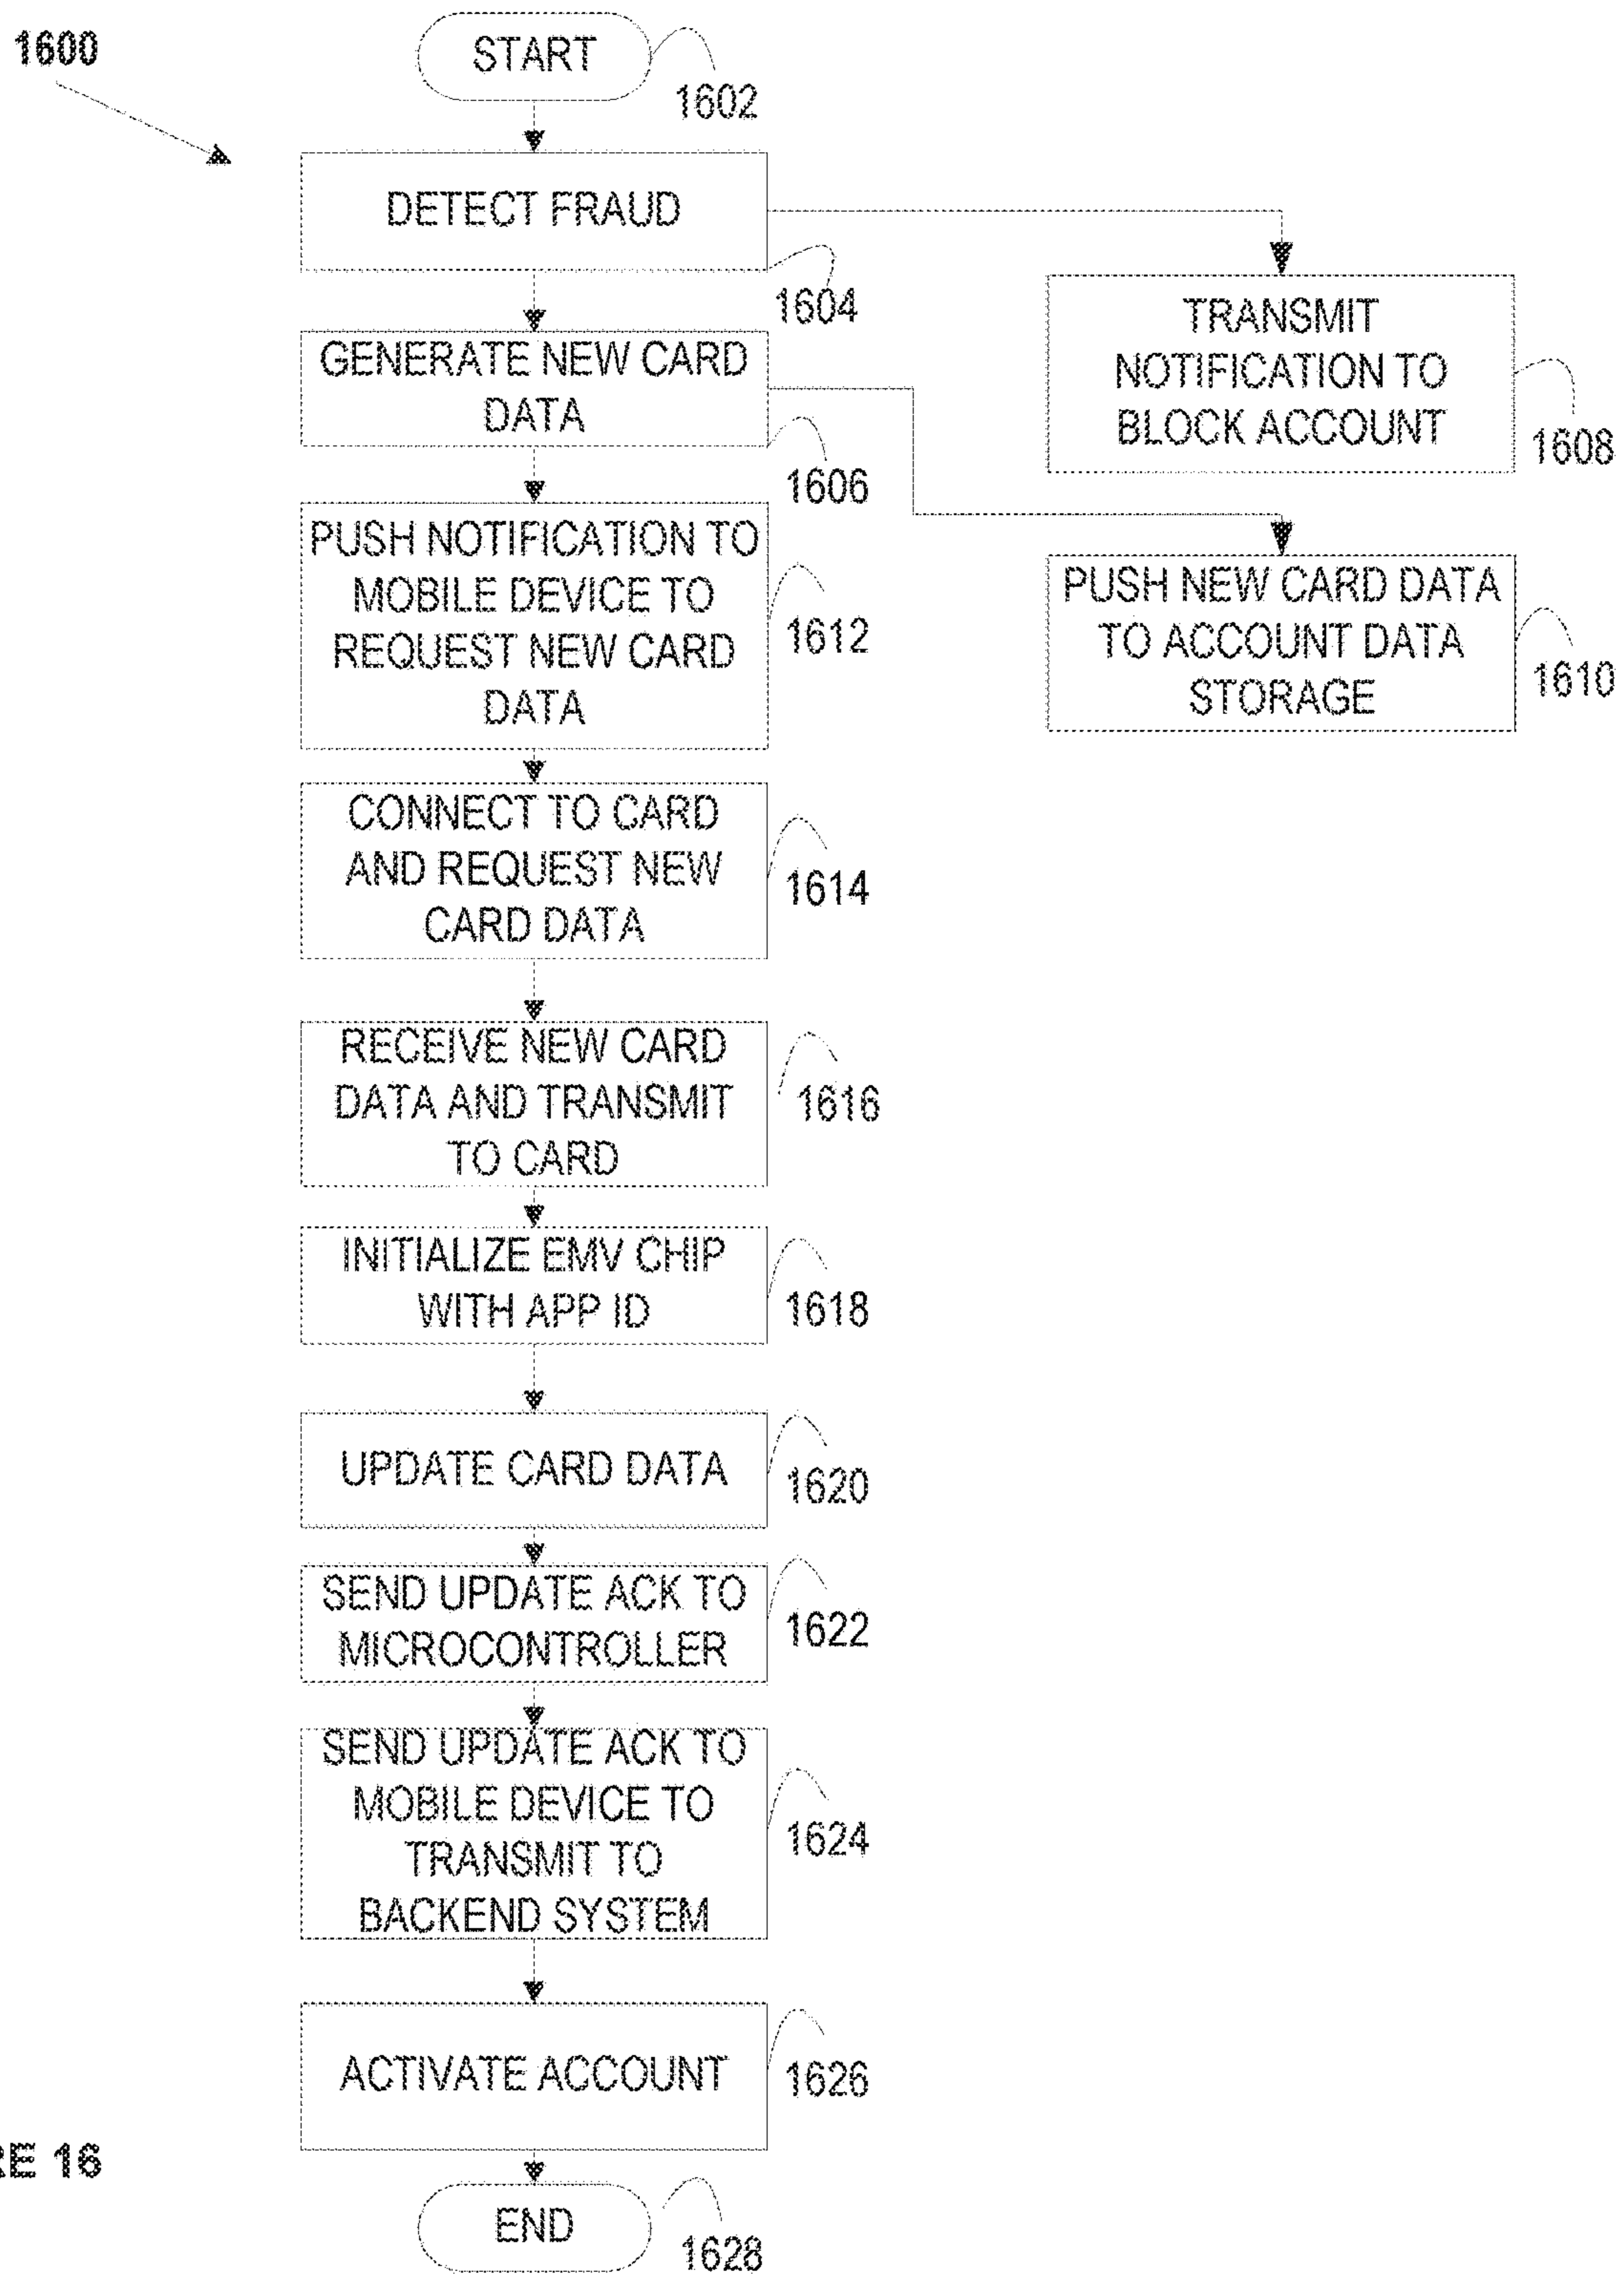 1600
START
1602
DETECT FRAUD
1604
TRANSMIT
NOTIFICATION TO
BLOCK ACCOUNT
1608
GENERATE NEW CARD
DATA
1606
PUSH NEW CARD DATA
TO ACCOUNT DATA
STORAGE
1610
PUSH NOTIFICATION TO
MOBILE DEVICE TO
REQUEST NEW CARD
DATA
1612
CONNECT TO CARD
AND REQUEST NEW
CARD DATA
1614
RECEIVE NEW CARD
DATA AND TRANSMIT
TO CARD
1616
INITIALIZE EMV CHIP
WITH APP ID
1618
UPDATE CARD DATA
1620
SEND UPDATE ACK TO
MICROCONTROLLER
1622
SEND UPDATE ACK TO
MOBILE DEVICE TO
TRANSMIT TO
BACKEND SYSTEM
1624
ACTIVATE ACCOUNT
1626
END
1628
RE 16